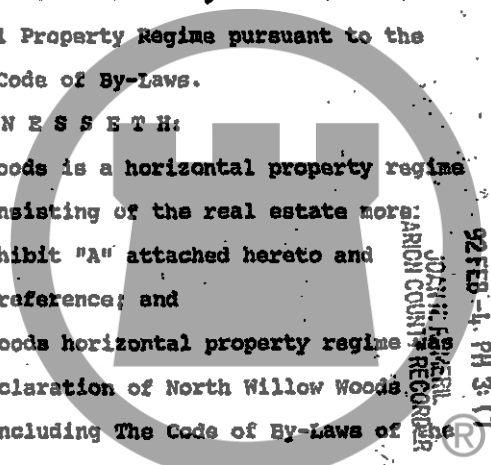 l Property Regime pursuant to the
Code of By-Laws.
N E S S E T H:
oods is a horizontal property regime
nsisting of the real estate more
hibit "A" attached hereto and
reference; and
oods horizontal property regime was
claration of North Willow Woods
ncluding The Code of By-Laws of the
92 FEB -4 PM 3:11
JOAN M.
ARION COUNTY RECORDER
®